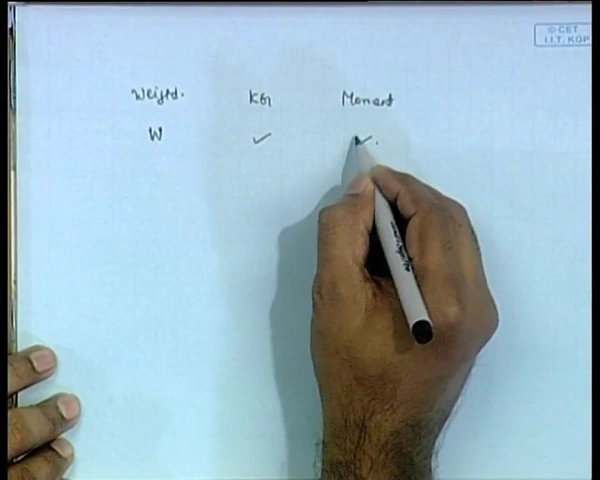 © CET
I.I.T. KGP
Weight. KG Moment
W ✓ ✓.